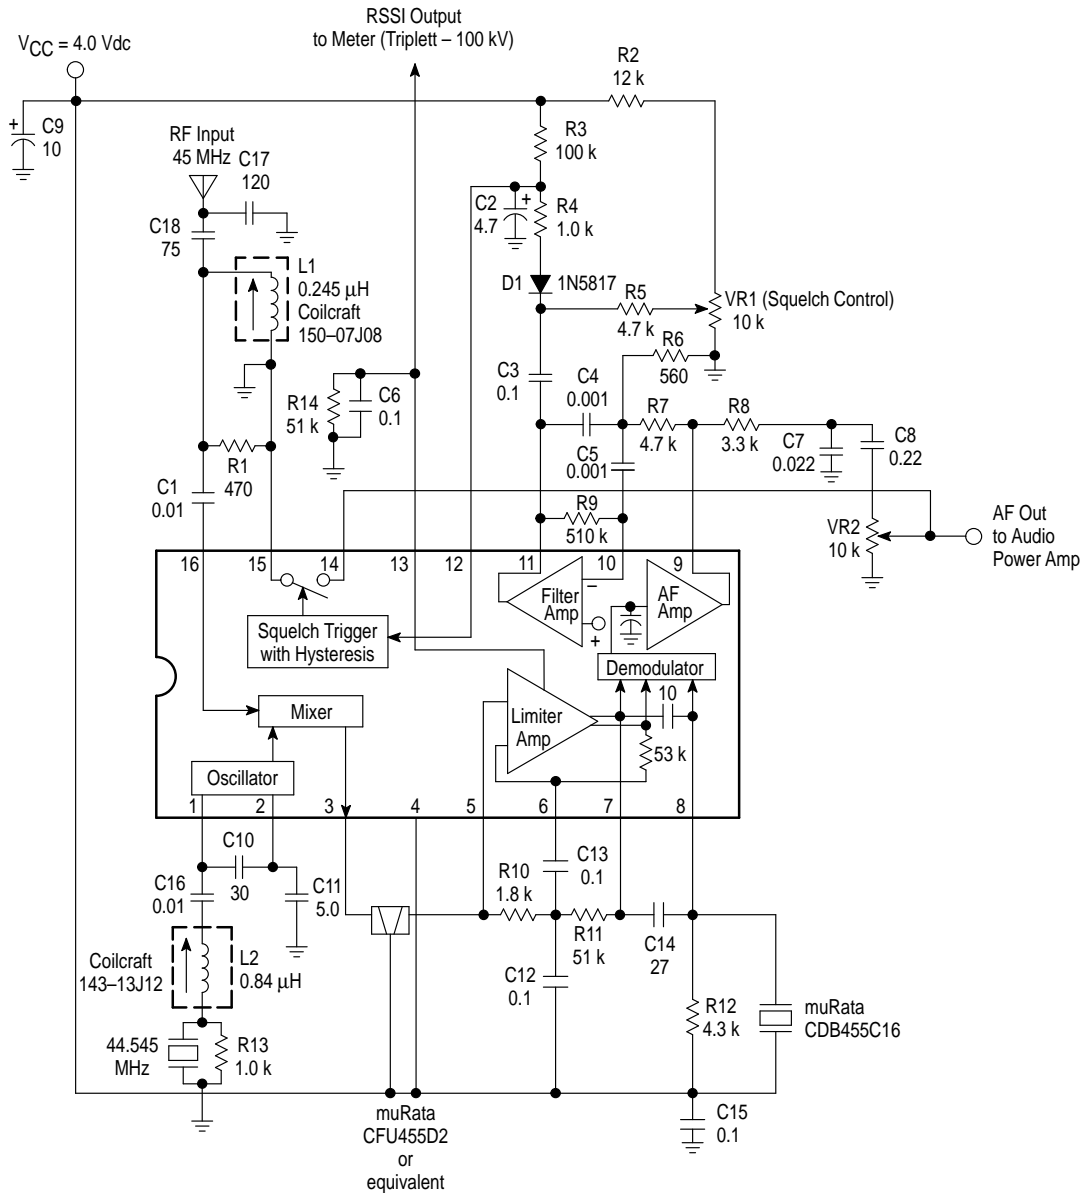 RSSI Output
to Meter (Triplett – 100 kV)
VCC = 4.0 Vdc
R2
12 k
+
C9
10
RF Input
45 MHz
C17
120
R3
100 k
C18
75
C2
4.7
+
R4
1.0 k
L1
0.245 µH
Coilcraft
150–07J08
D1
1N5817
R5
4.7 k
VR1 (Squelch Control)
10 k
R6
560
C3
0.1
C4
0.001
R14
51 k
C6
0.1
R7
4.7 k
R8
3.3 k
C7
0.022
C8
0.22
R1
470
C5
0.001
C1
0.01
R9
510 k
VR2
10 k
AF Out
to Audio
Power Amp
16
15
14
13
12
11
10
9
Filter
Amp
–
+
AF
Amp
Squelch Trigger
with Hysteresis
Demodulator
10
Mixer
Limiter
Amp
53 k
Oscillator
1
2
3
4
5
6
7
8
C10
30
C16
0.01
C11
5.0
R10
1.8 k
C13
0.1
R11
51 k
C14
27
Coilcraft
143–13J12
L2
0.84 µH
C12
0.1
R12
4.3 k
muRata
CDB455C16
44.545
MHz
R13
1.0 k
muRata
CFU455D2
or
equivalent
C15
0.1